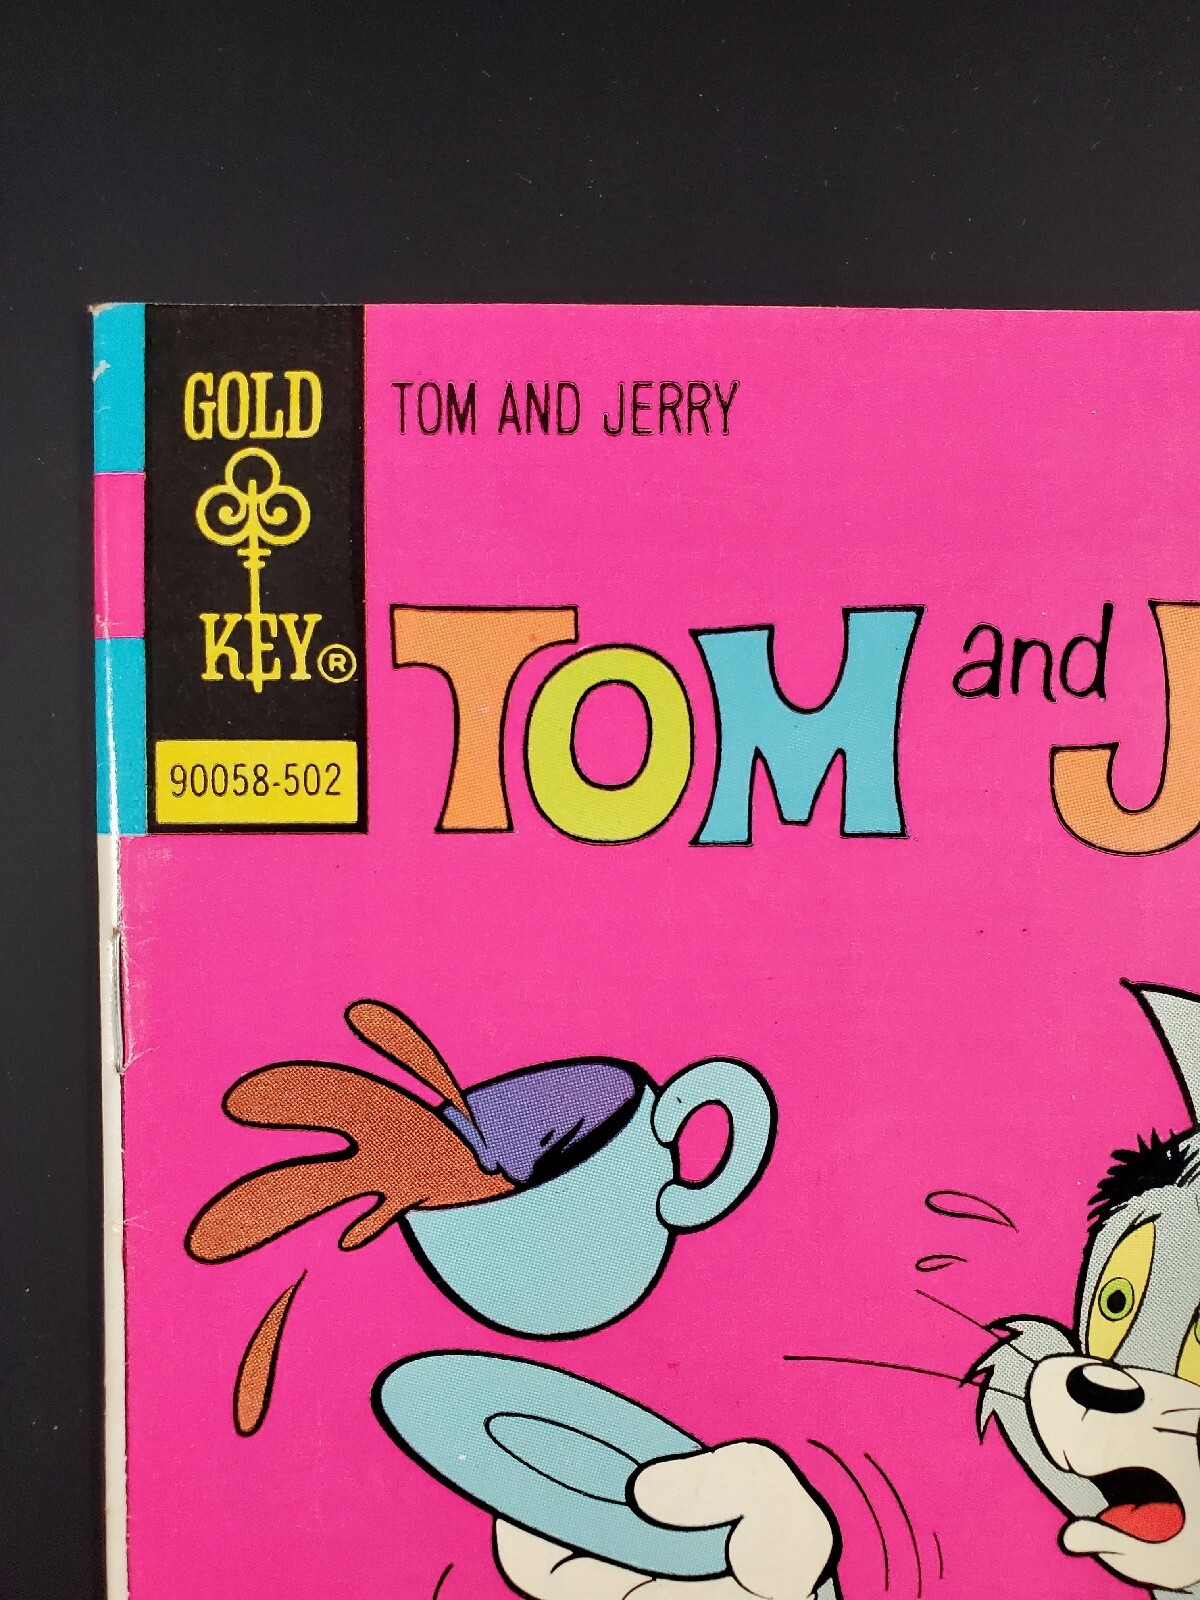 GOLD
KEY®
90058-502
TOM AND JERRY
TOM and J